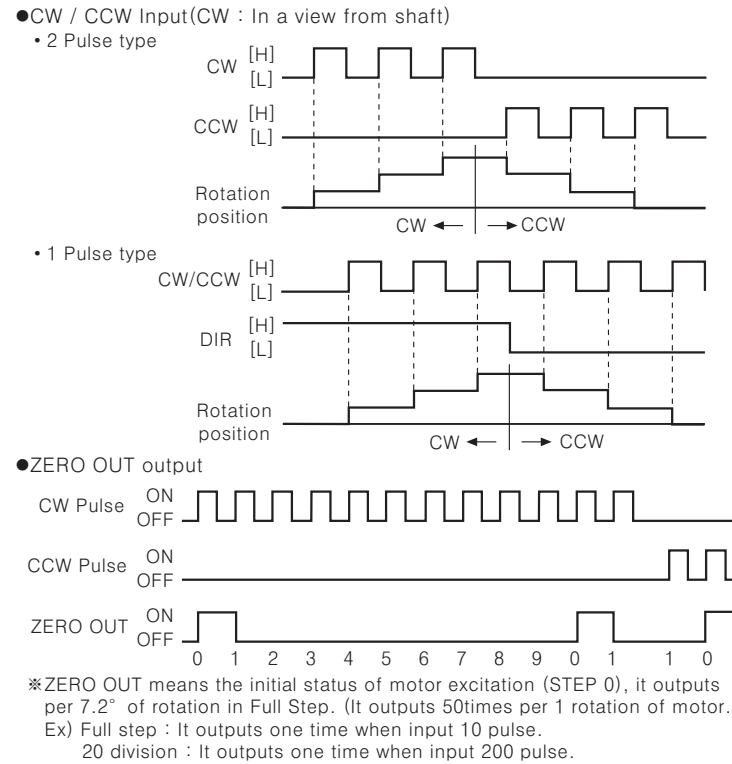 ●CW / CCW Input(CW : In a view from shaft)
• 2 Pulse type
CW [H]
[L]
CCW [H]
[L]
Rotation
position
CW CCW
• 1 Pulse type
CW/CCW [H]
[L]
DIR [H]
[L]
Rotation
position
CW CCW
●ZERO OUT output
CW Pulse ON
OFF
CCW Pulse ON
OFF
ZERO OUT ON
OFF
0 1 2 3 4 5 6 7 8 9 0 1 1 0
※ZERO OUT means the initial status of motor excitation (STEP 0), it outputs
per 7.2° of rotation in Full Step. (It outputs 50times per 1 rotation of motor.
Ex) Full step : It outputs one time when input 10 pulse.
20 division : It outputs one time when input 200 pulse.